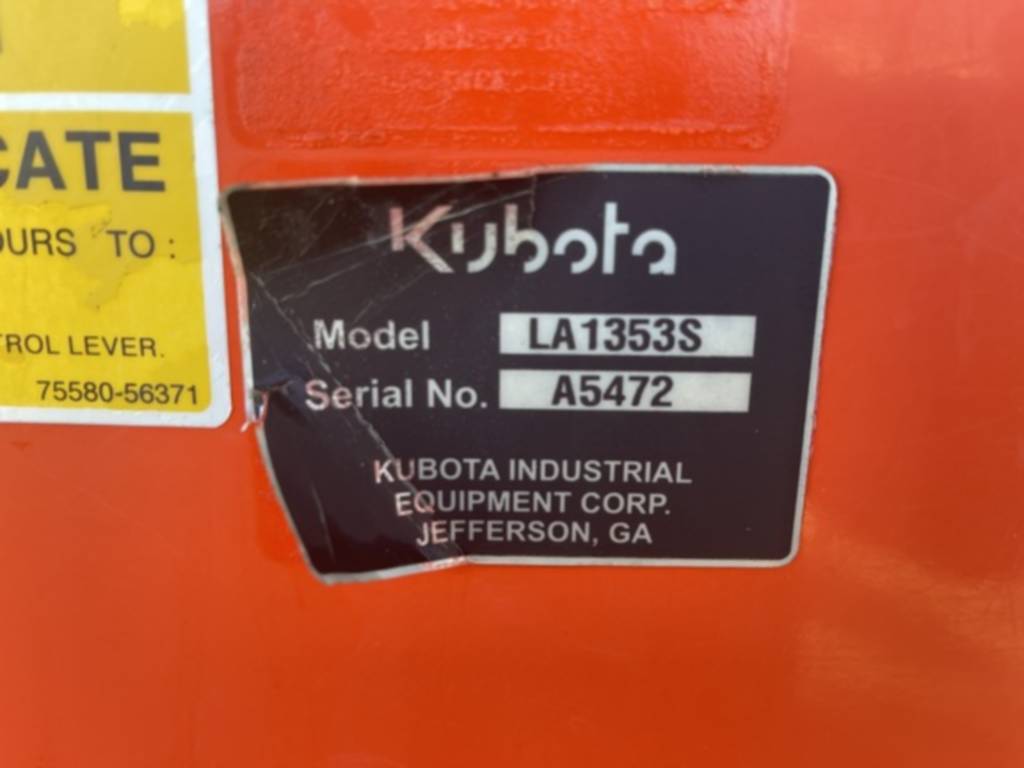 CATE
OURS TO :
TROL LEVER.
75580-56371
Kubota
Model LA1353S
Serial No. A5472
KUBOTA INDUSTRIAL
EQUIPMENT CORP.
JEFFERSON, GA